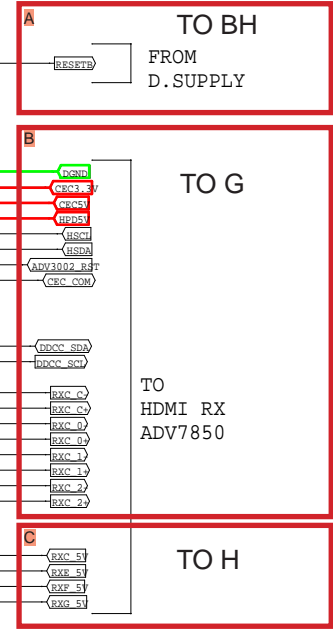 A
TO BH
RESETB
FROM
D.SUPPLY
B
TO G
DGND
CEC3.3V
CEC5V
HPD5V
HSCL
HSDA
ADV3002_RST
CEC_COM
DDCC_SDA
DDCC_SCL
TO
HDMI RX
ADV7850
RXC_C-
RXC_C+
RXC_0-
RXC_0+
RXC_1-
RXC_1+
RXC_2-
RXC_2+
C
TO H
RXC_5V
RXE_5V
RXF_5V
RXG_5V